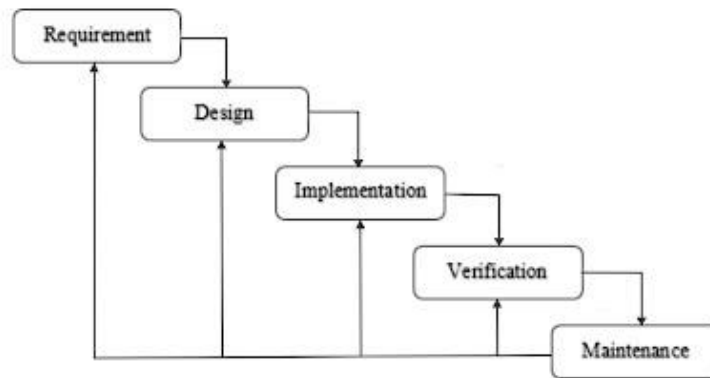 Requirement
Design
Implementation
Verification
Maintenance